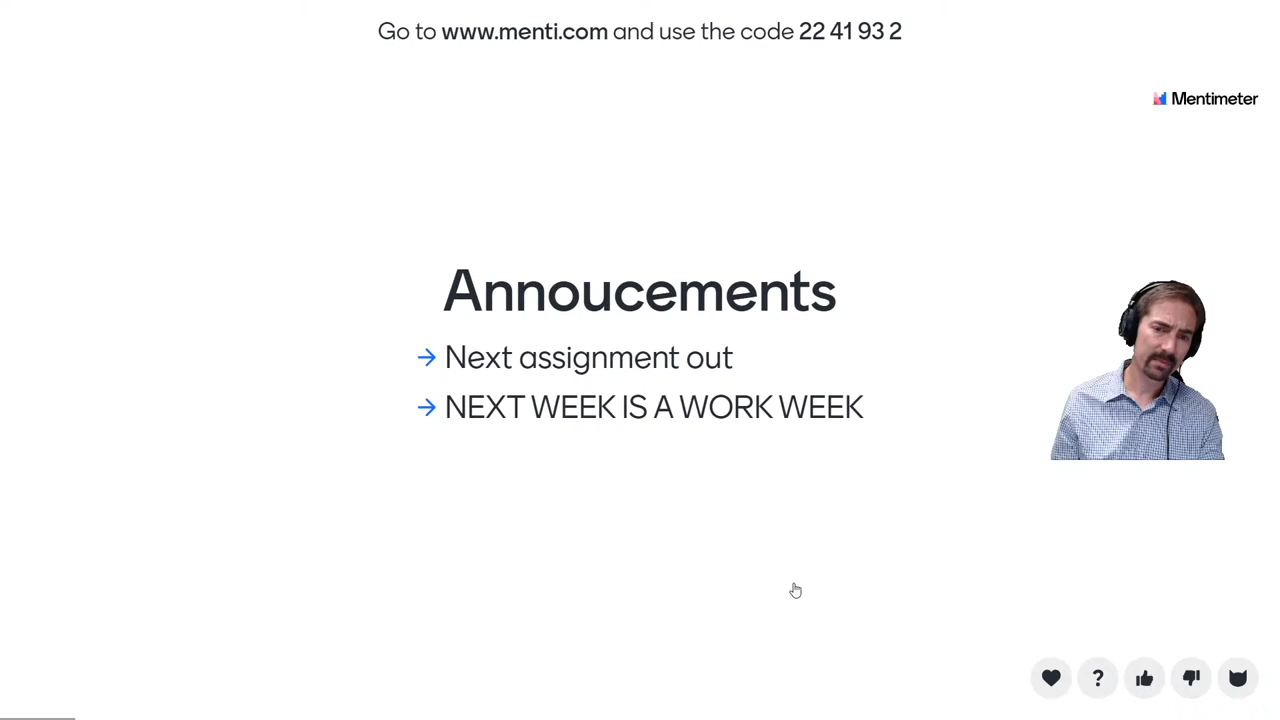 Go to www.menti.com and use the code 22 41 93 2
Mentimeter
Annoucements
→ Next assignment out
→ NEXT WEEK IS A WORK WEEK
?